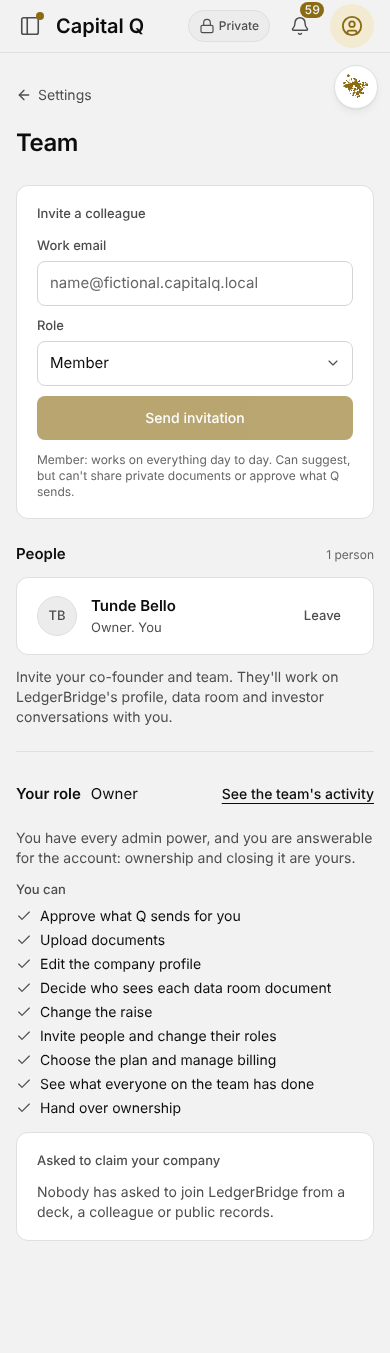 Capital Q
Private
59
Settings
Team
Invite a colleague
Work email
name@fictional.capitalq.local
Role
Member
Send invitation
Member: works on everything day to day. Can suggest,
but can't share private documents or approve what Q
sends.
People
1 person
TB
Tunde Bello
Owner. You
Leave
Invite your co-founder and team. They'll work on
LedgerBridge's profile, data room and investor
conversations with you.
Your role Owner
See the team's activity
You have every admin power, and you are answerable
for the account: ownership and closing it are yours.
You can
Approve what Q sends for you
Upload documents
Edit the company profile
Decide who sees each data room document
Change the raise
Invite people and change their roles
Choose the plan and manage billing
See what everyone on the team has done
Hand over ownership
Asked to claim your company
Nobody has asked to join LedgerBridge from a
deck, a colleague or public records.